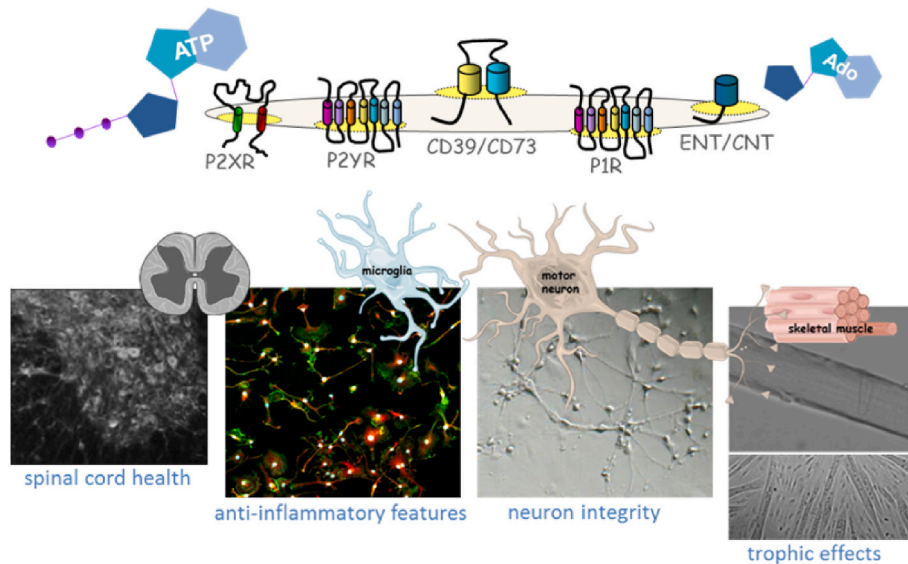 ATP
Ado
P2XR
P2YR
CD39/CD73
P1R
ENT/CNT
microglia
motor
neuron
skeletal muscle
spinal cord health
anti-inflammatory features
neuron integrity
trophic effects